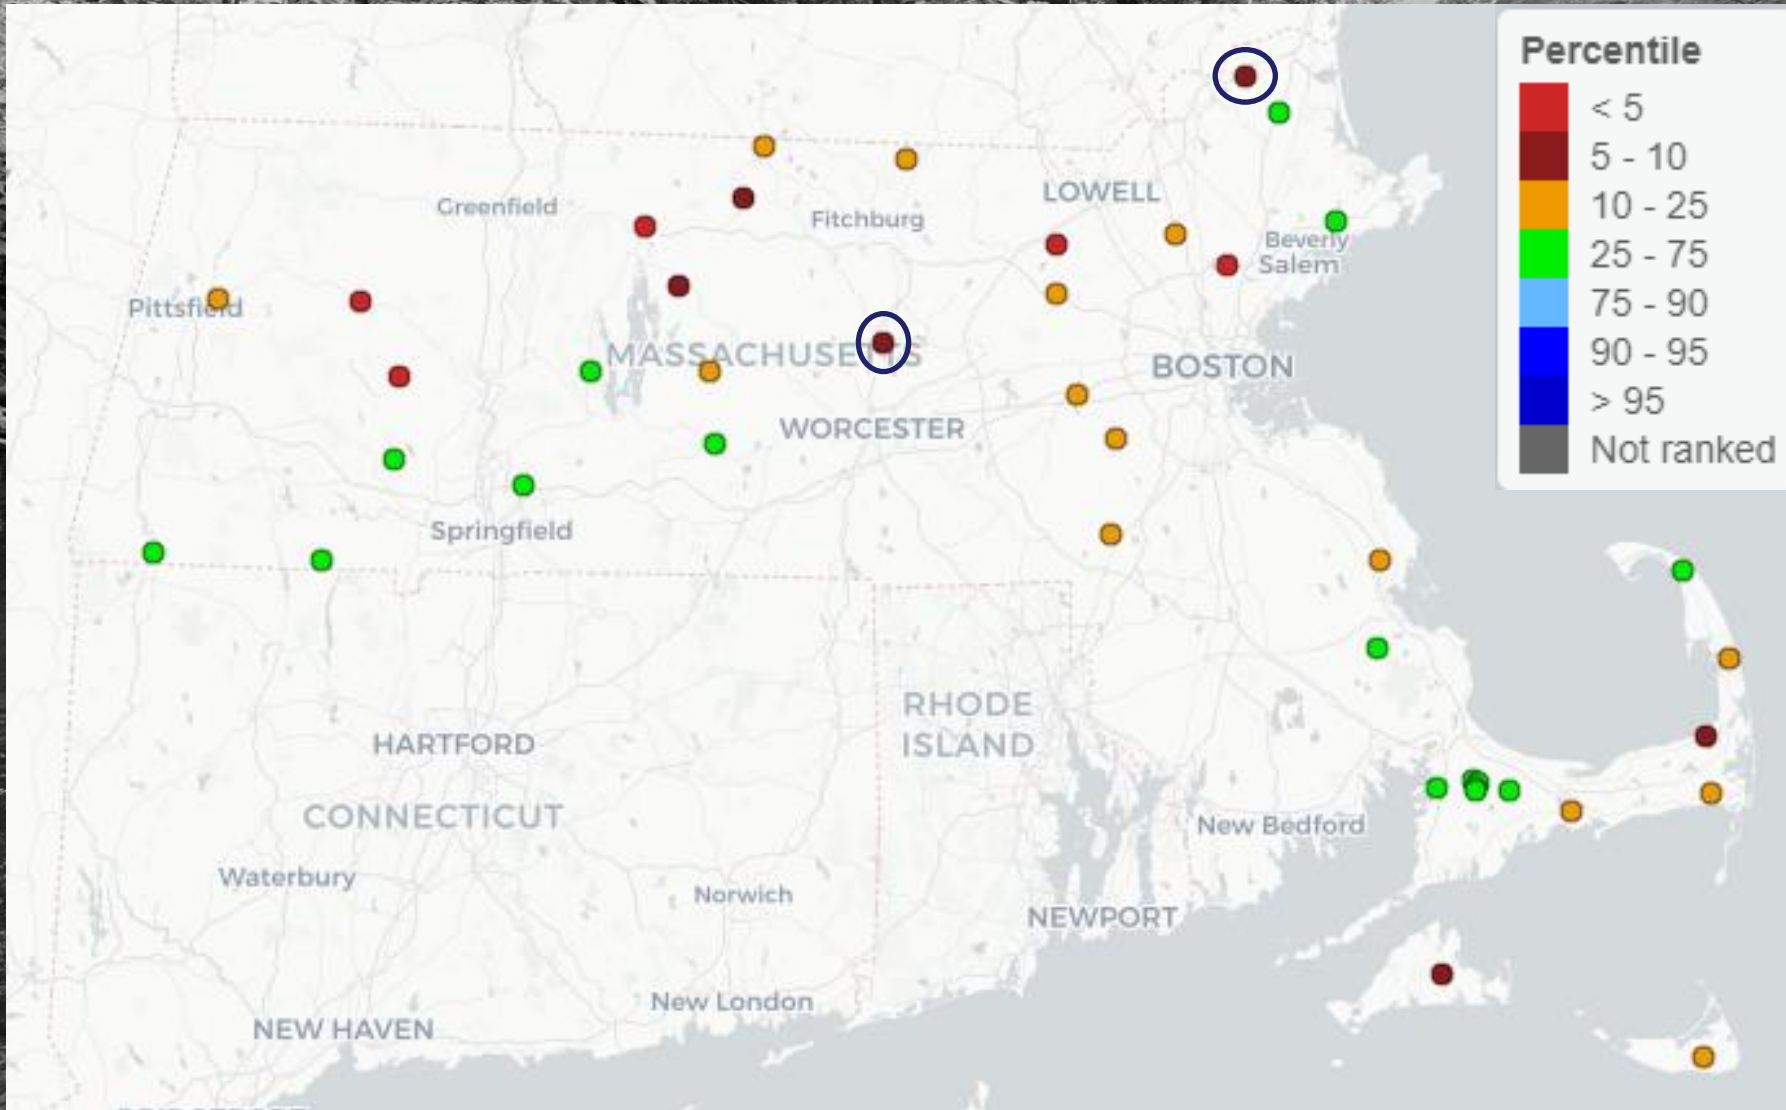 Percentile
< 5
5 - 10
10 - 25
25 - 75
75 - 90
90 - 95
> 95
Not ranked
LOWELL
Greenfield
Fitchburg
Beverly
Salem
Pittsfield
MASSACHUSETTS
BOSTON
WORCESTER
Springfield
RHODE
ISLAND
HARTFORD
CONNECTICUT
New Bedford
Waterbury
Norwich
NEWPORT
New London
NEW HAVEN